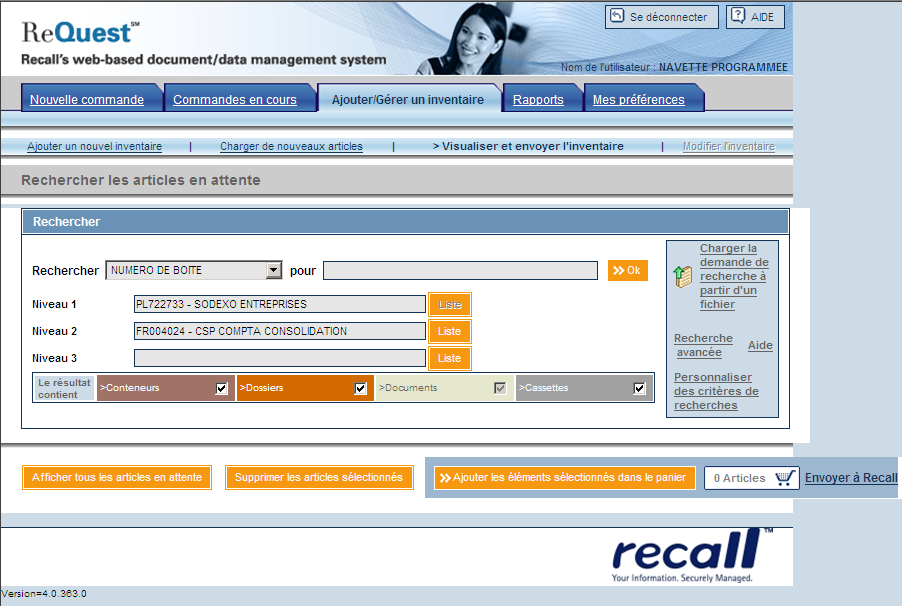 ReQuest℠
Recall's web-based document/data management system
Se déconnecter
AIDE
Nom de l'utilisateur : NAVETTE PROGRAMMEE
Nouvelle commande
Commandes en cours
Ajouter/Gérer un inventaire
Rapports
Mes préférences
Ajouter un nouvel inventaire | Charger de nouveaux articles | > Visualiser et envoyer l'inventaire | Modifier l'inventaire
Rechercher les articles en attente
Rechercher
Rechercher NUMERO DE BOITE pour
>> Ok
Niveau 1 PL722733 - SODEXO ENTREPRISES Liste
Niveau 2 FR004024 - CSP COMPTA CONSOLIDATION Liste
Niveau 3 Liste
Le résultat
contient
>Conteneurs
>Dossiers
>Documents
>Cassettes
Charger la
demande de
recherche à
partir d'un
fichier
Recherche
avancée
Aide
Personnaliser
des critères de
recherches
Afficher tous les articles en attente
Supprimer les articles sélectionnés
>> Ajouter les éléments sélectionnés dans le panier
0 Articles
Envoyer à Recall
recall™
Your Information. Securely Managed.
Version=4.0.363.0